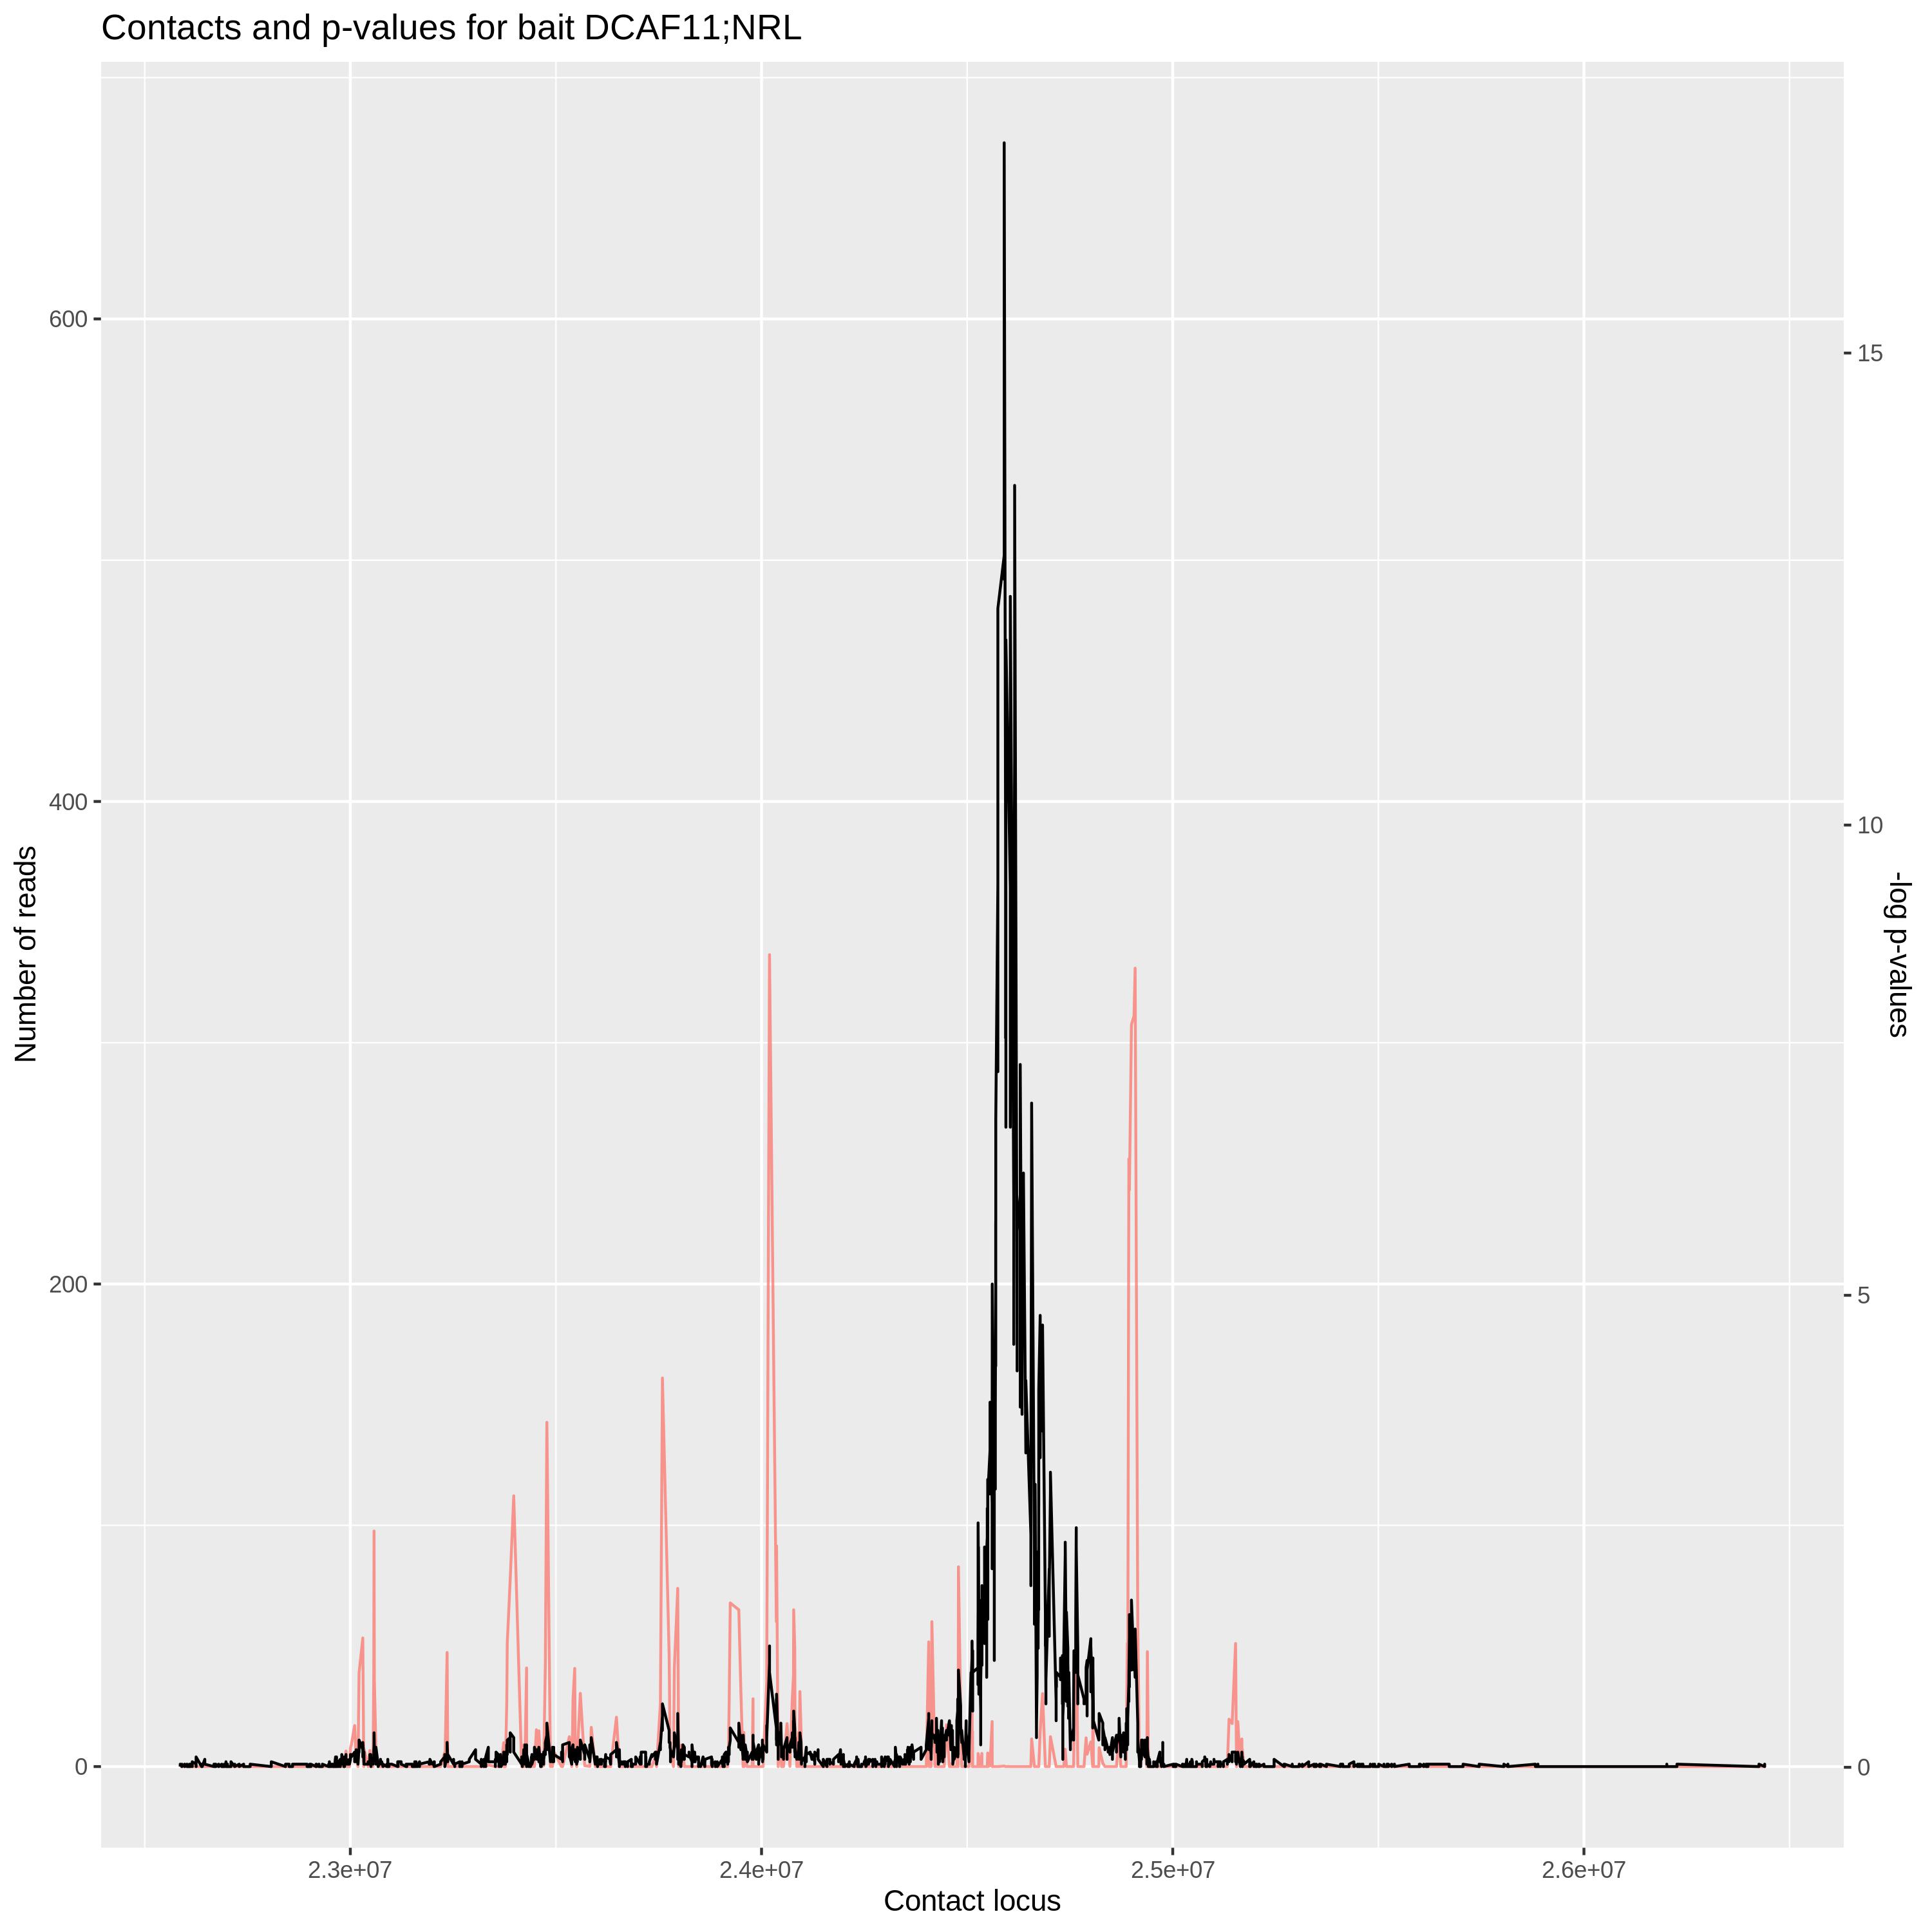 Contacts and p-values for bait DCAF11;NRL
Number of reads
600
400
200
0
15
10
5
0
-log p-values
2.3e+07
2.4e+07
2.5e+07
2.6e+07
Contact locus